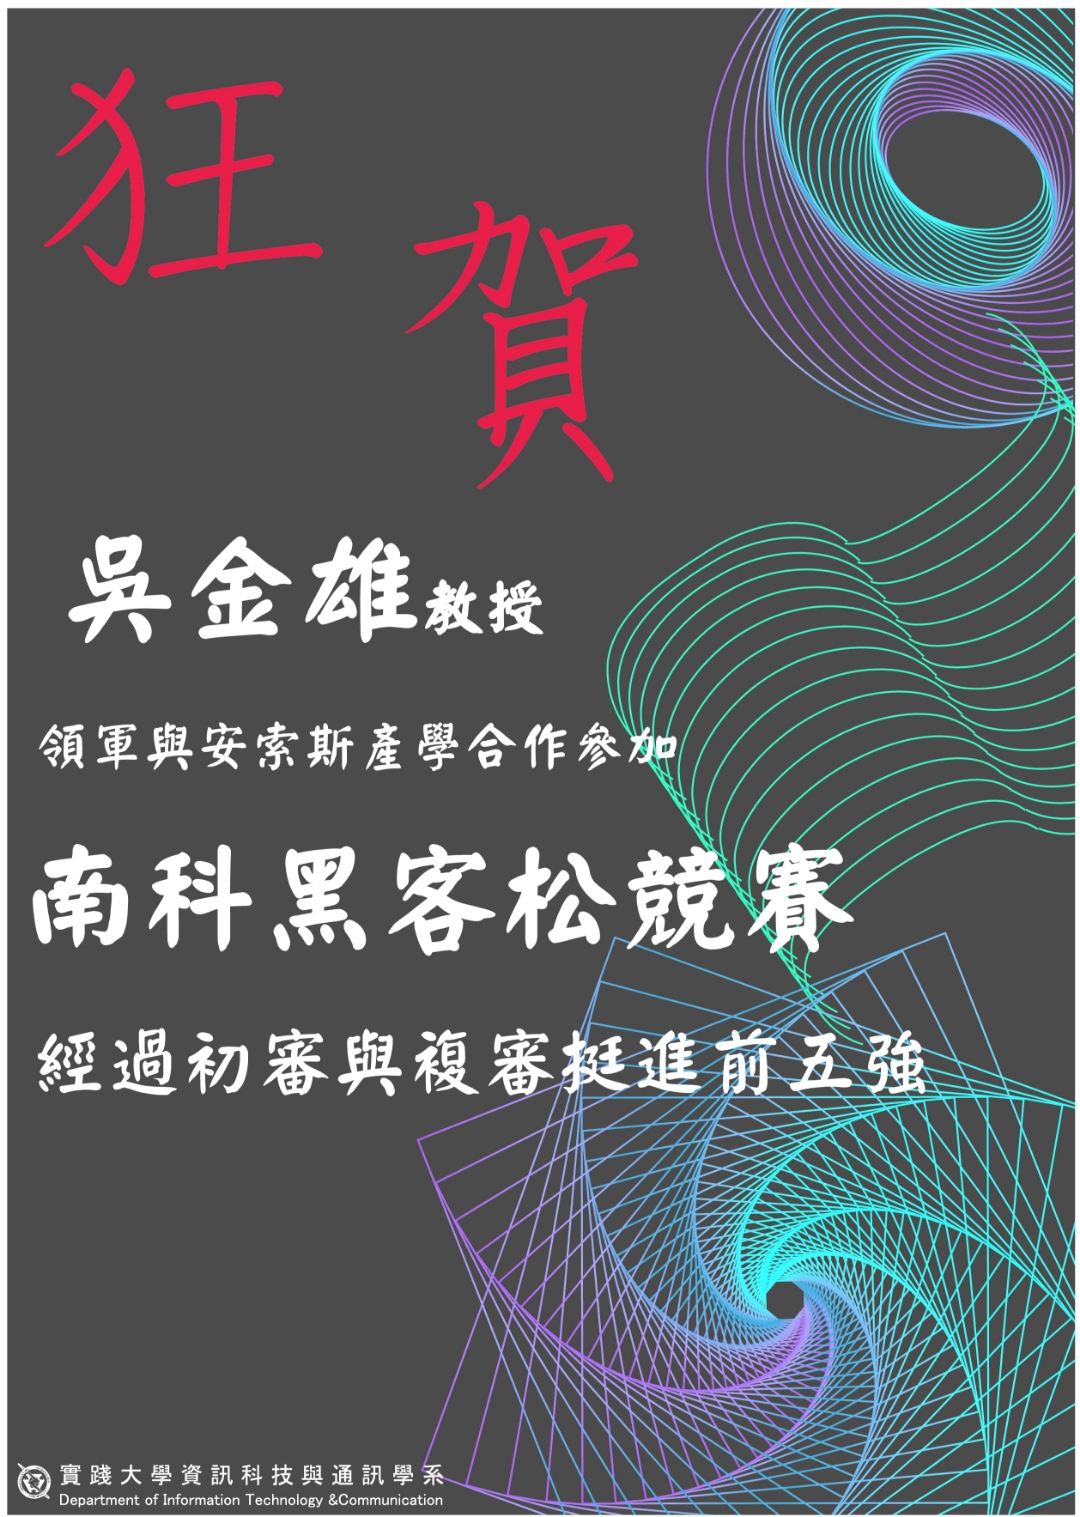 狂
賀
吳金雄教授
領軍與安索斯產學合作參加
南科黑客松競賽
經過初審與複審挺進前五強
實踐大學資訊科技與通訊學系
Department of Information Technology &Communication